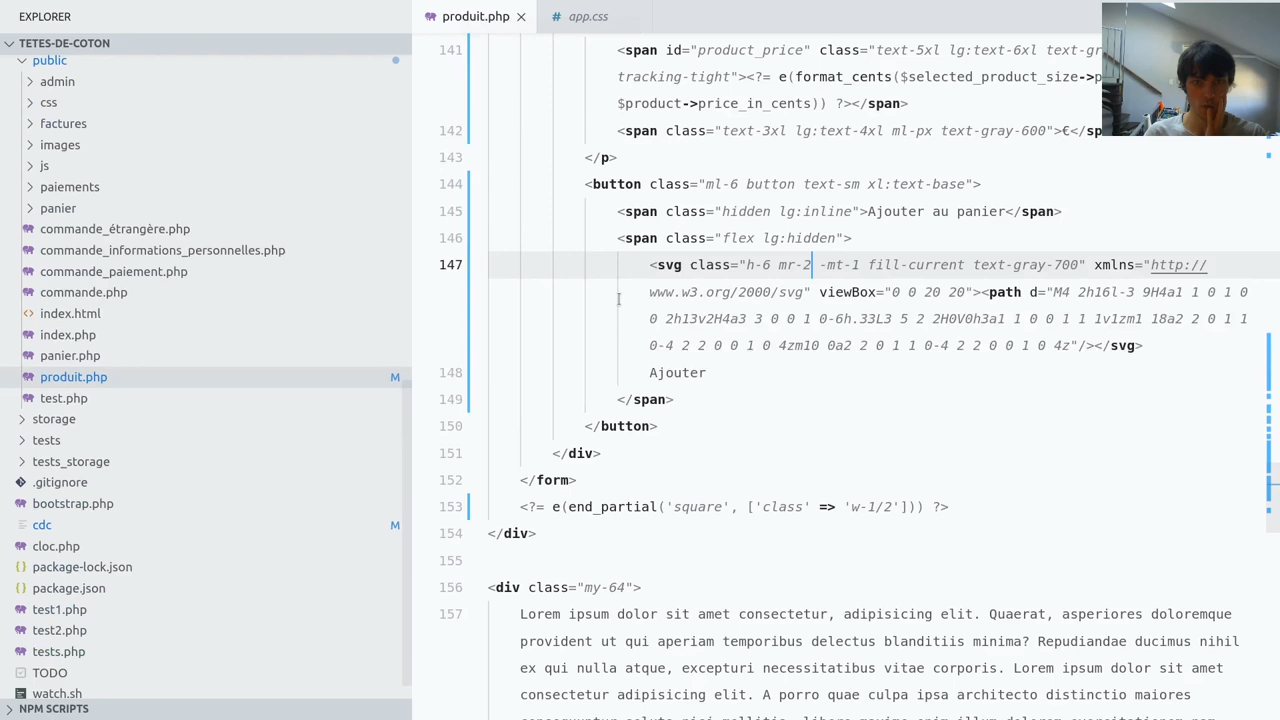 EXPLORER
produit.php
# app.css
TETES-DE-COTON
public
admin
css
factures
images
js
paiements
panier
commande_étrangère.php
commande_informations_personnelles.php
commande_paiement.php
commande.php
index.html
index.php
panier.php
produit.php M
test.php
storage
tests
tests_storage
.gitignore
bootstrap.php
cdc M
cloc.php
package-lock.json
package.json
test1.php
test2.php
tests.php
TODO
watch.sh
NPM SCRIPTS
141 <span id="product_price" class="text-5xl lg:text-6xl text-gr
tracking-tight"><?= e(format_cents($selected_product_size->p
$product->price_in_cents)) ?></span>
142 <span class="text-3xl lg:text-4xl ml-px text-gray-600">€</sp
143 </p>
144 <button class="ml-6 button text-sm xl:text-base">
145 <span class="hidden lg:inline">Ajouter au panier</span>
146 <span class="flex lg:hidden">
147 <svg class="h-6 mr-2 -mt-1 fill-current text-gray-700" xmlns="http://
www.w3.org/2000/svg" viewBox="0 0 20 20"><path d="M4 2h16l-3 9H4a1 1 0 1 0
0 2h13v2H4a3 3 0 0 1 0-6h.33L3 5 2 2H0V0h3a1 1 0 0 1 1 1v1zm1 18a2 2 0 1 1
0-4 2 2 0 0 1 0 4zm10 0a2 2 0 1 1 0-4 2 2 0 0 1 0 4z"/></svg>
148 Ajouter
149 </span>
150 </button>
151 </div>
152 </form>
153 <?= e(end_partial('square', ['class' => 'w-1/2'])) ?>
154 </div>
155
156 <div class="my-64">
157 Lorem ipsum dolor sit amet consectetur, adipisicing elit. Quaerat, asperiores doloremque
provident ut qui aperiam temporibus delectus blanditiis minima? Repudiandae ducimus nihil
ex qui nulla atque, excepturi necessitatibus vitae corporis. Lorem ipsum dolor sit amet
consectetur adipisicing elit. A porro quae culpa ipsa architecto distinctio maiores